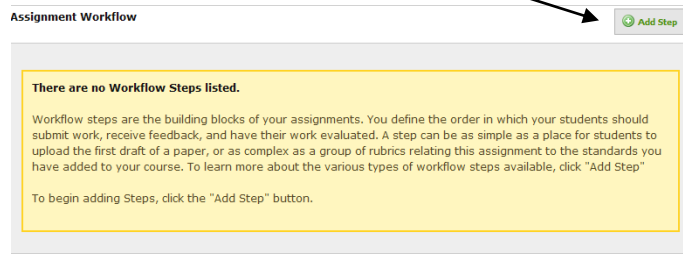 Assignment Workflow
Add Step
There are no Workflow Steps listed.
Workflow steps are the building blocks of your assignments. You define the order in which your students should
submit work, receive feedback, and have their work evaluated. A step can be as simple as a place for students to
upload the first draft of a paper, or as complex as a group of rubrics relating this assignment to the standards you
have added to your course. To learn more about the various types of workflow steps available, click "Add Step"
To begin adding Steps, click the "Add Step" button.